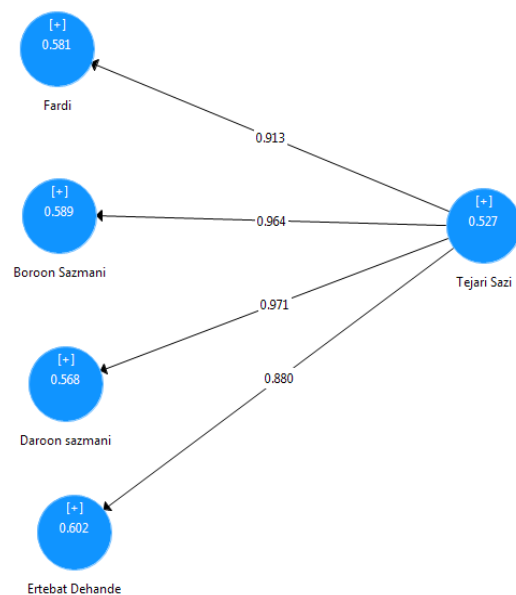 [+]
0.581
Fardi
0.913
[+]
0.589
Boroon Sazmani
0.964
[+]
0.527
Tejari Sazi
0.971
[+]
0.568
Daroon sazmani
0.880
[+]
0.602
Ertebat Dehande